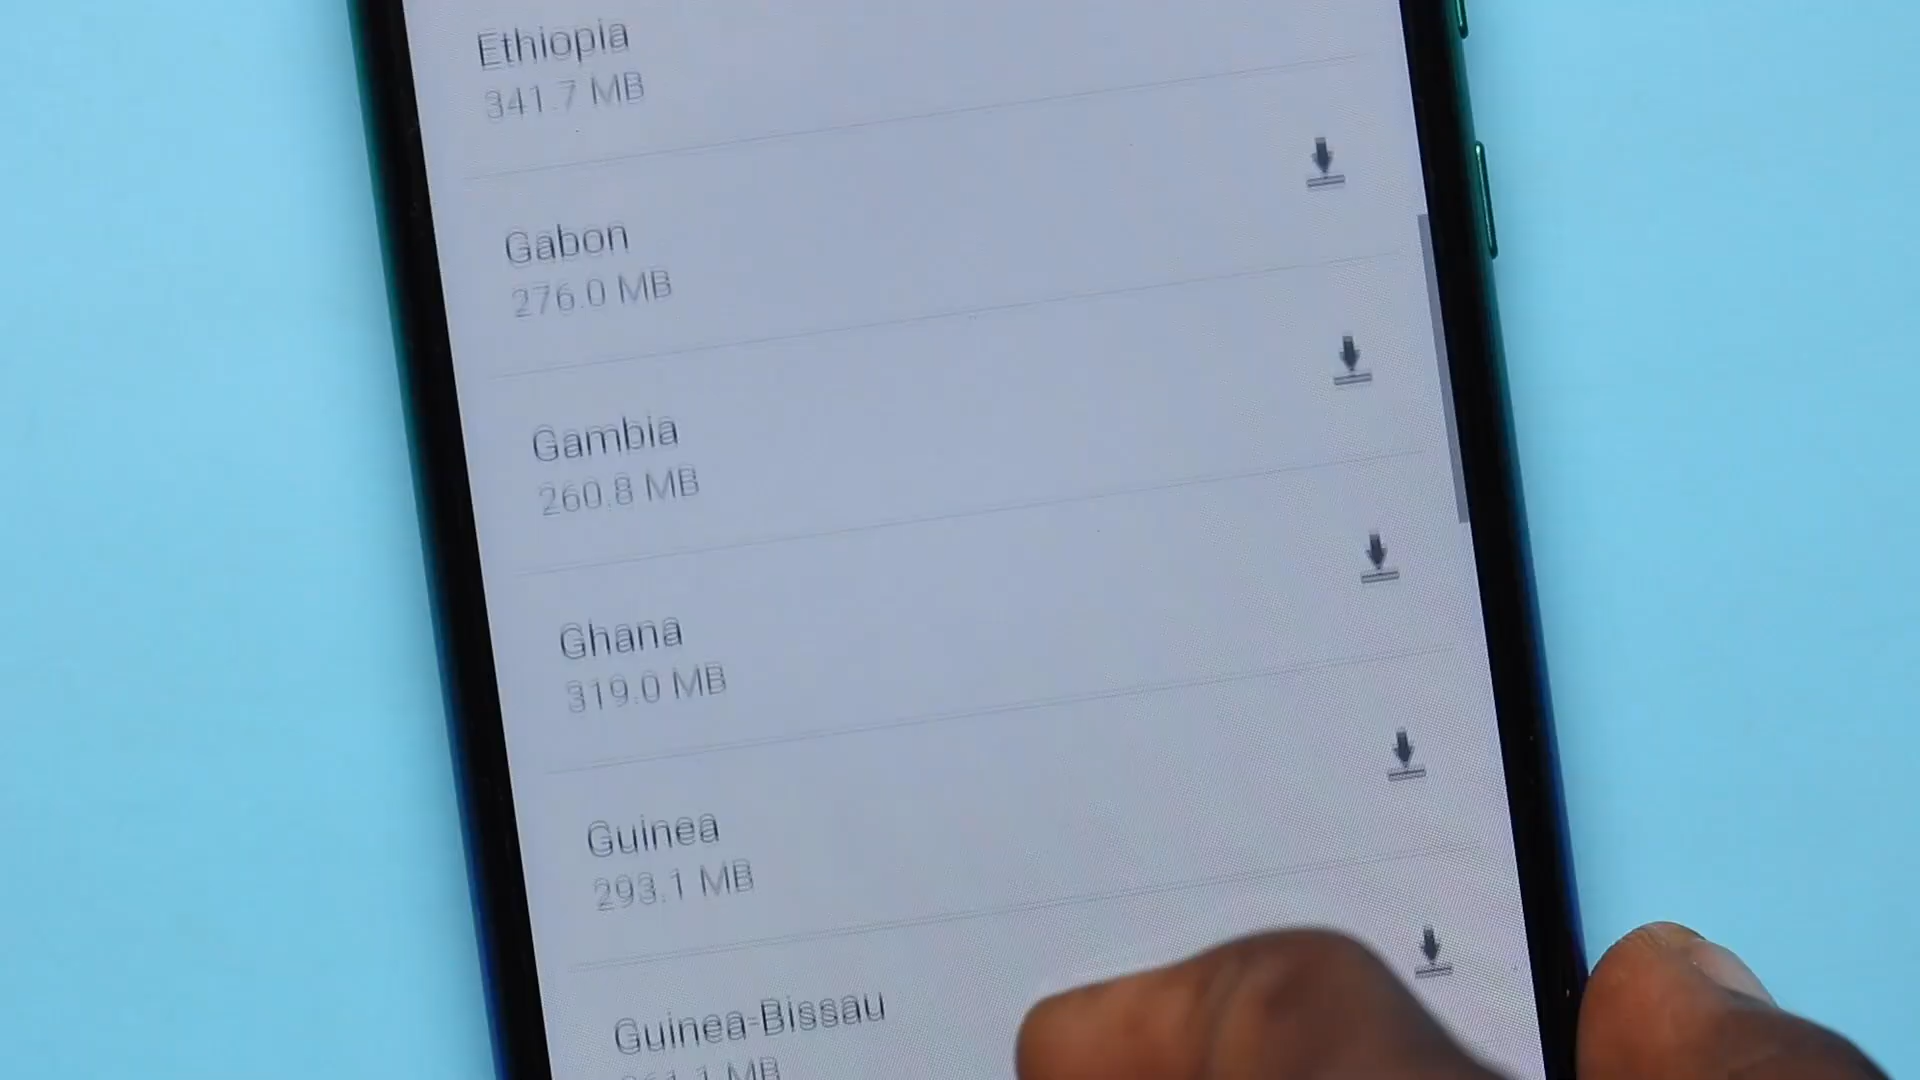 Ethiopia
341.7 MB
Gabon
276.0 MB
Gambia
260.8 MB
Ghana
319.0 MB
Guinea
293.1 MB
Guinea-Bissau
MB